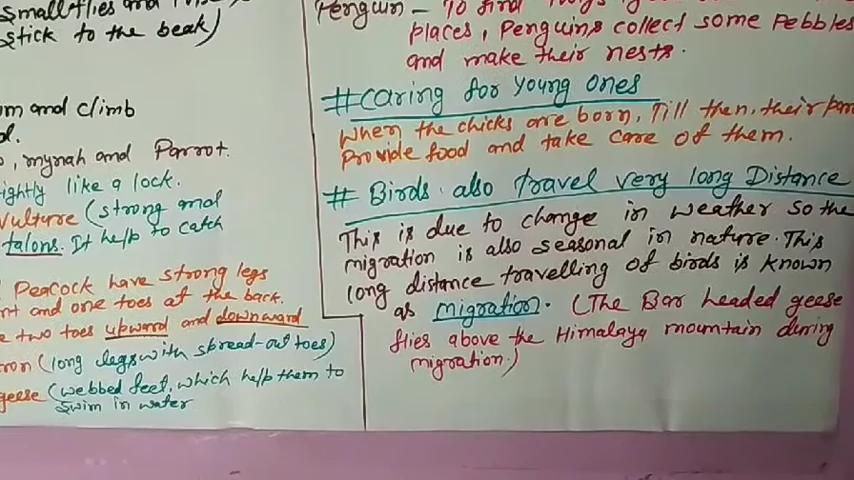 small flies and
stick to the beak)
and climb
mynah and Parrot.
like a lock.
Vulture (strong and
talons. It help to catch
Peacock have strong legs
and one toes at the back.
two toes upward and downward
(long legs with spread-out toes)
geese (webbed feet, which help them to
swim in water
Penguin - To find
places, Penguins collect some Pebbles
and make their nests.
# Caring for young ones
When the chicks are born, Till then, their
Provide food and take care of them.
# Birds also travel very long Distance
This is due to change in weather so the
migration is also seasonal in nature. This
long distance travelling of birds is known
as migration. (The Bar headed geese
flies above the Himalaya mountain during
migration.)